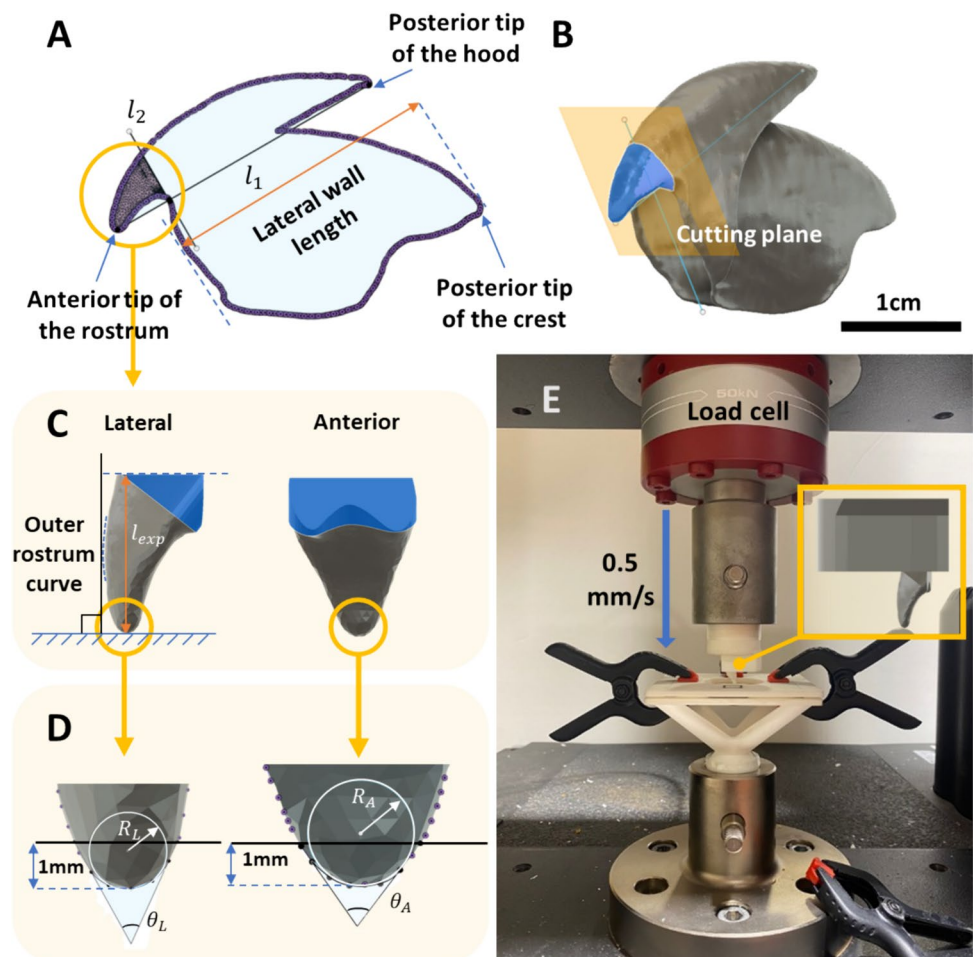 A
Posterior tip
of the hood
l2
l1
Lateral wall
length
Anterior tip of
the rostrum
Posterior tip
of the crest
B
Cutting plane
1cm
C
Lateral
Anterior
Outer
rostrum
curve
lexp
D
RL
1mm
θL
RA
1mm
θA
E
50kN
Load cell
0.5
mm/s